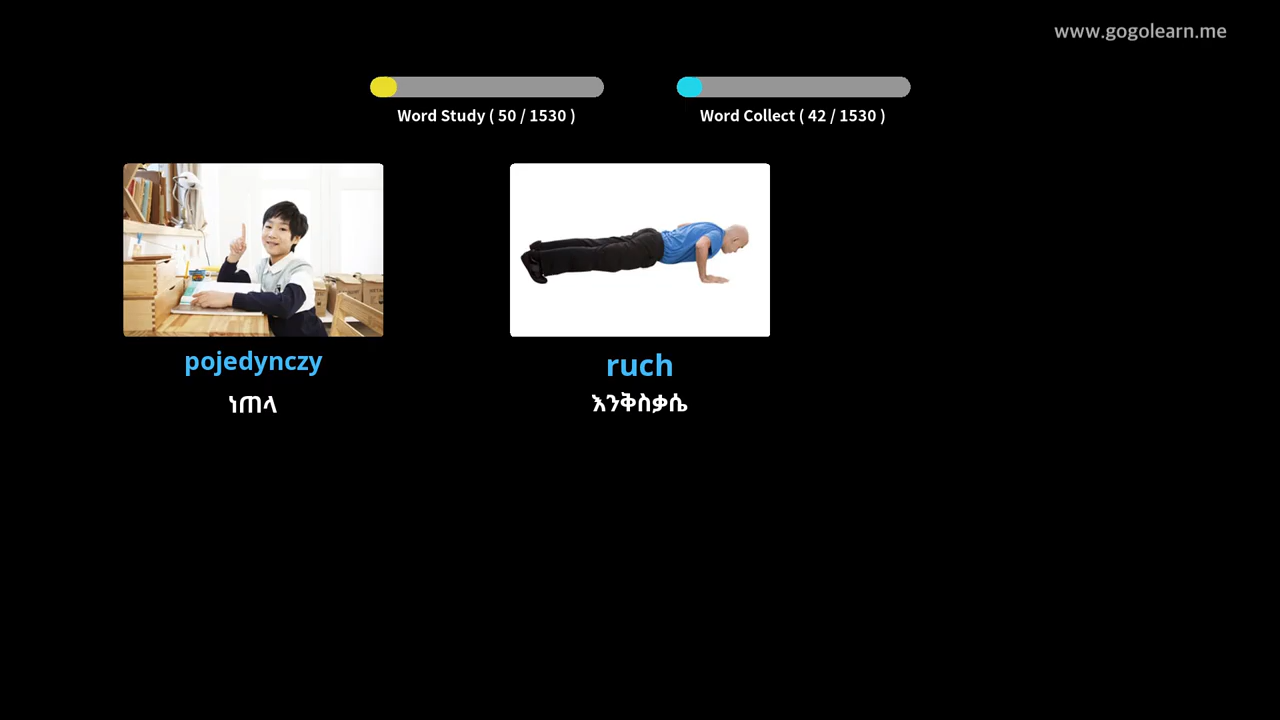 www.gogolearn.me
Word Study ( 50 / 1530 )
Word Collect ( 42 / 1530 )
pojedynczy
ነጠላ
ruch
እንቅስቃሴ